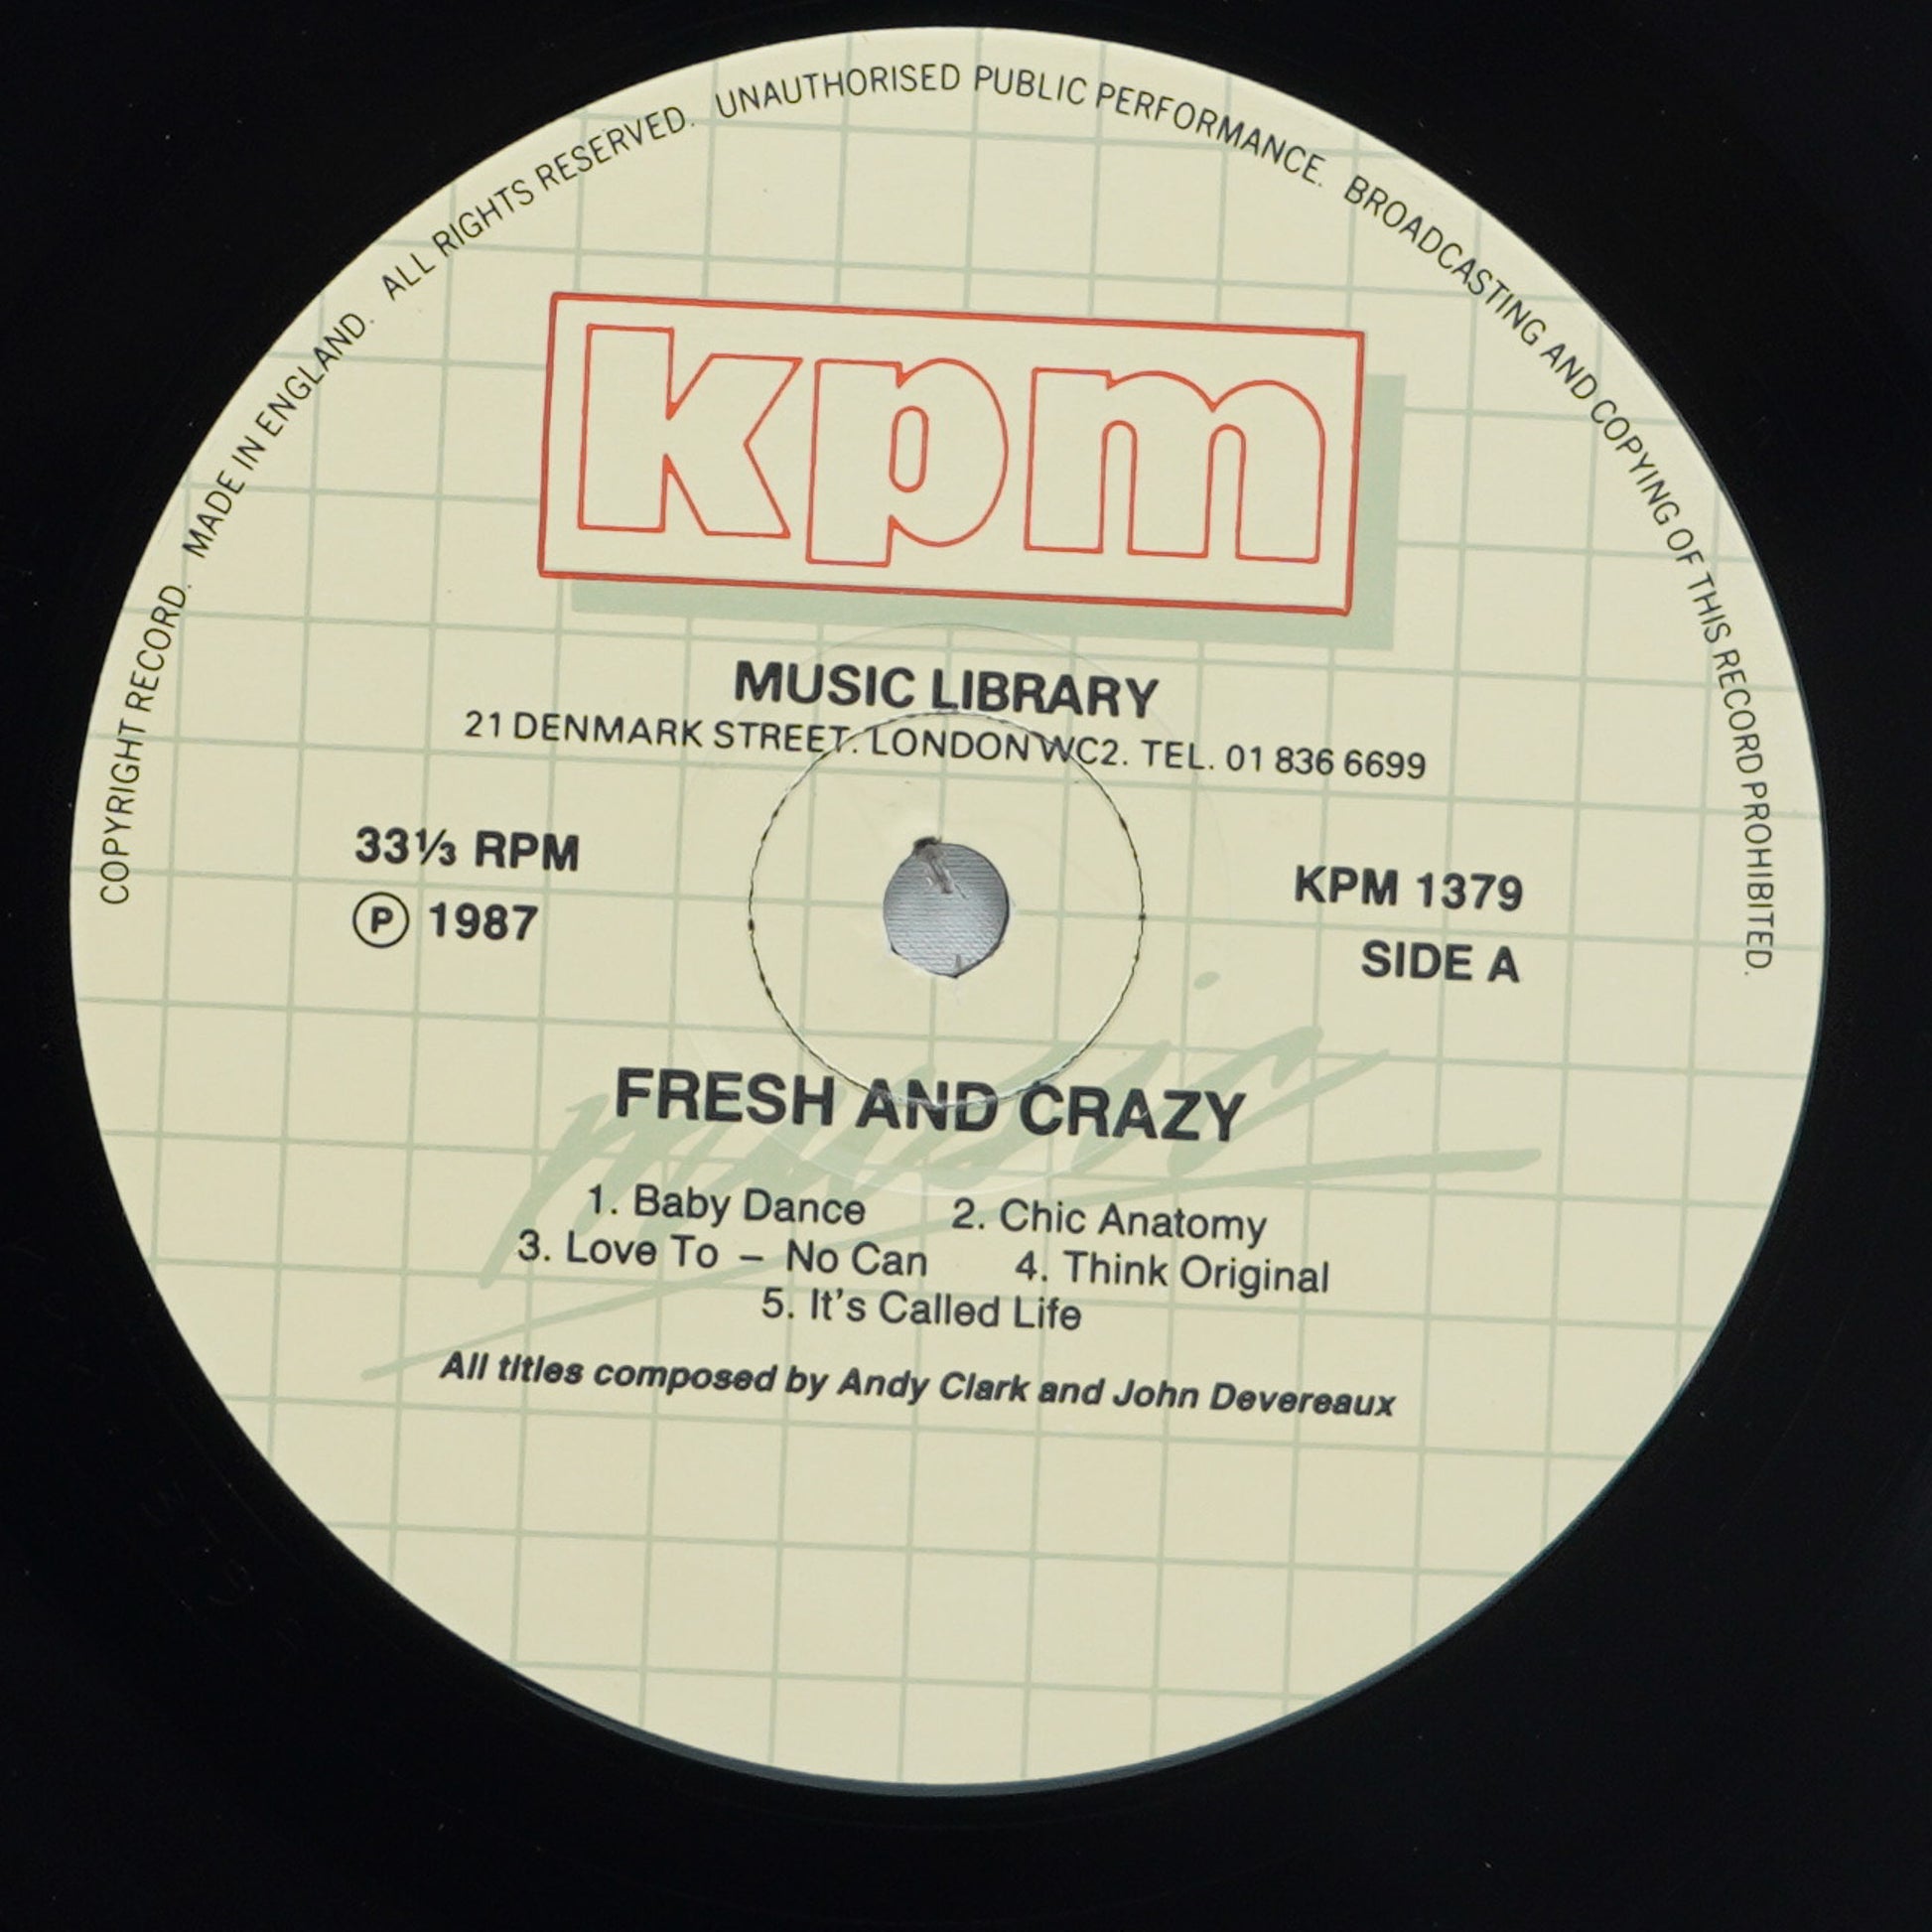 COPYRIGHT RECORD. MADE IN ENGLAND. ALL RIGHTS RESERVED. UNAUTHORISED PUBLIC PERFORMANCE. BROADCASTING AND COPYING OF THIS RECORD PROHIBITED.
kpm
MUSIC LIBRARY
21 DENMARK STREET. LONDON WC2. TEL. 01 836 6699
33⅓ RPM
Ⓟ 1987
KPM 1379
SIDE A
music
FRESH AND CRAZY
1. Baby Dance 2. Chic Anatomy
3. Love To – No Can 4. Think Original
5. It's Called Life
All titles composed by Andy Clark and John Devereaux